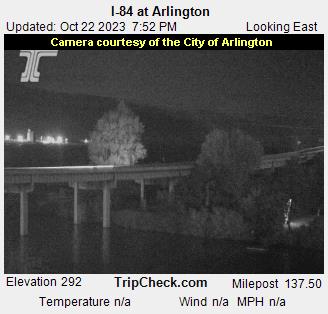 I-84 at Arlington
Updated: Oct 22 2023 7:52 PM Looking East
Camera courtesy of the City of Arlington
Elevation 292 TripCheck.com Milepost 137.50
Temperature n/a Wind n/a MPH n/a